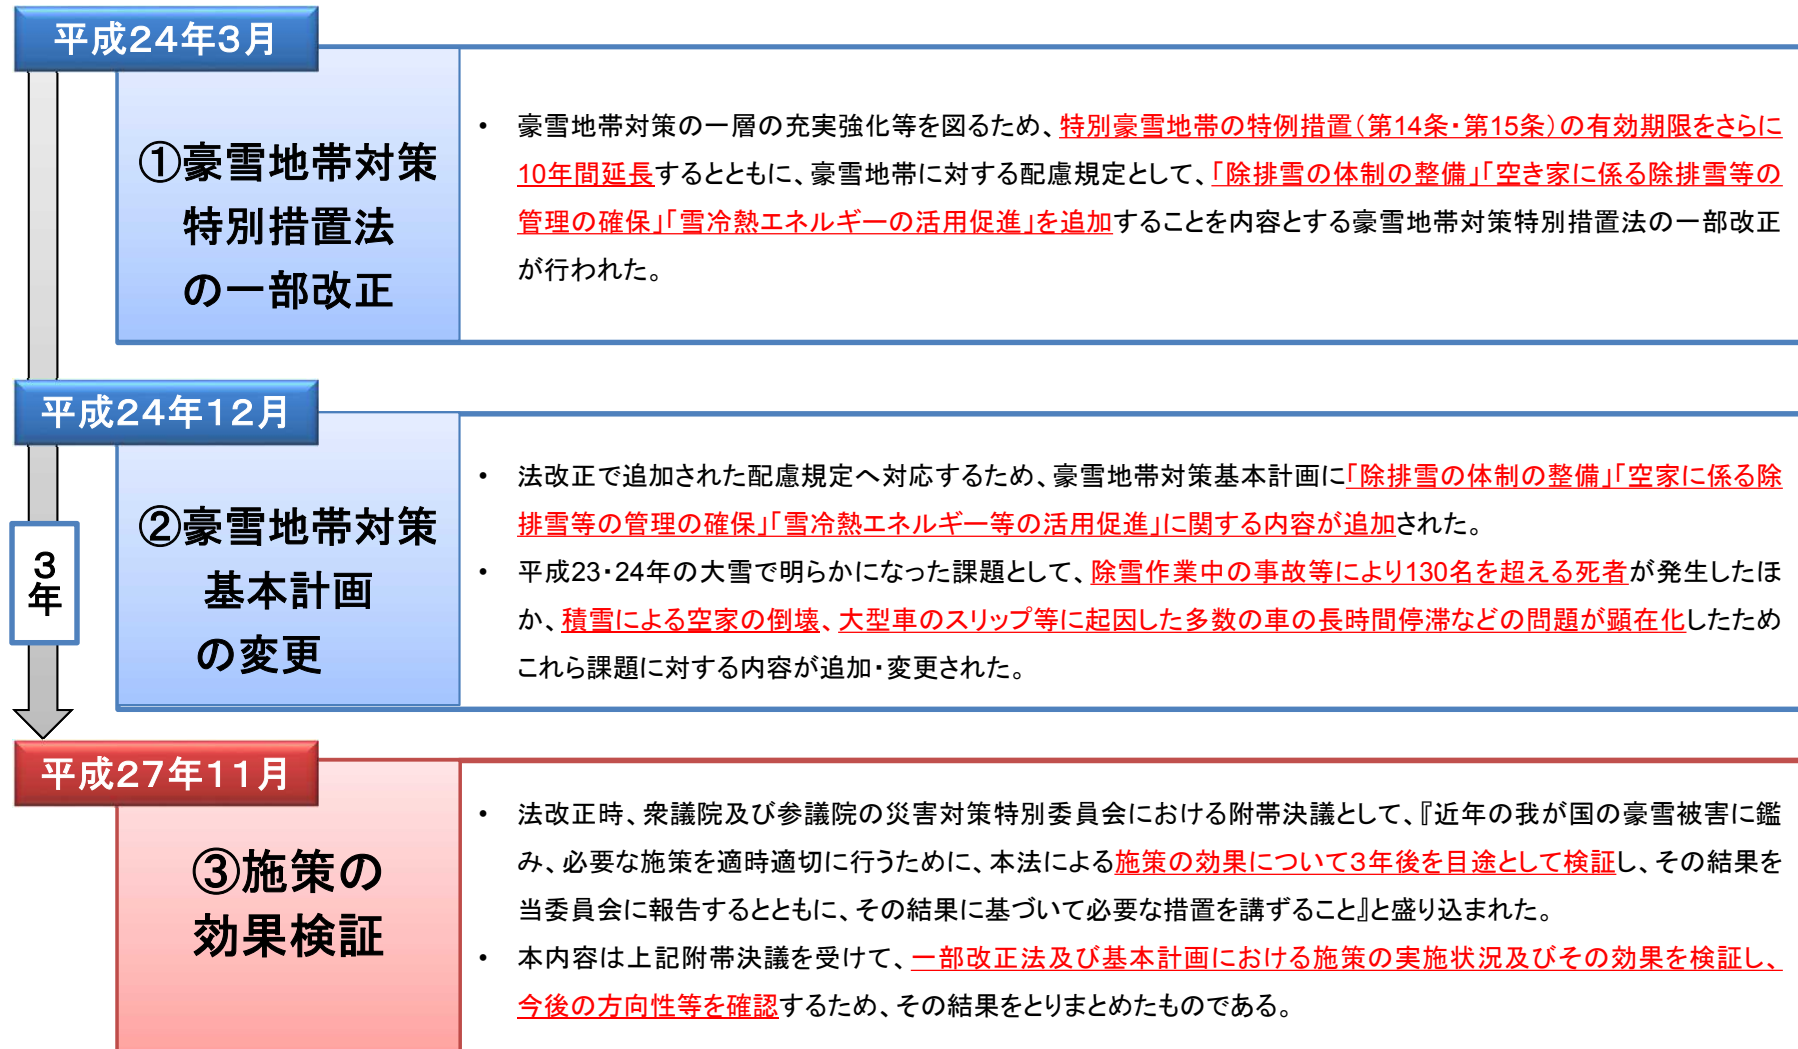 平成24年3月
①豪雪地帯対策
特別措置法
の一部改正
• 豪雪地帯対策の一層の充実強化等を図るため、特別豪雪地帯の特例措置（第14条・第15条）の有効期限をさらに
10年間延長するとともに、豪雪地帯に対する配慮規定として、「除排雪の体制の整備」「空き家に係る除排雪等の
管理の確保」「雪冷熱エネルギーの活用促進」を追加することを内容とする豪雪地帯対策特別措置法の一部改正
が行われた。
平成24年12月
②豪雪地帯対策
基本計画
の変更
• 法改正で追加された配慮規定へ対応するため、豪雪地帯対策基本計画に「除排雪の体制の整備」「空家に係る除
排雪等の管理の確保」「雪冷熱エネルギー等の活用促進」に関する内容が追加された。
• 平成23・24年の大雪で明らかになった課題として、除雪作業中の事故等により130名を超える死者が発生したほ
か、積雪による空家の倒壊、大型車のスリップ等に起因した多数の車の長時間停滞などの問題が顕在化したため
これら課題に対する内容が追加・変更された。
3
年
平成27年11月
③施策の
効果検証
• 法改正時、衆議院及び参議院の災害対策特別委員会における附帯決議として、『近年の我が国の豪雪被害に鑑
み、必要な施策を適時適切に行うために、本法による施策の効果について3年後を目途として検証し、その結果を
当委員会に報告するとともに、その結果に基づいて必要な措置を講ずること』と盛り込まれた。
• 本内容は上記附帯決議を受けて、一部改正法及び基本計画における施策の実施状況及びその効果を検証し、
今後の方向性等を確認するため、その結果をとりまとめたものである。